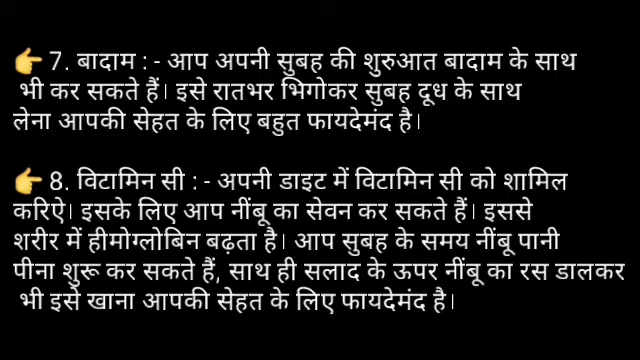 👉 7. बादाम : - आप अपनी सुबह की शुरुआत बादाम के साथ
भी कर सकते हैं। इसे रातभर भिगोकर सुबह दूध के साथ
लेना आपकी सेहत के लिए बहुत फायदेमंद है।
👉 8. विटामिन सी : - अपनी डाइट में विटामिन सी को शामिल
करिऐ। इसके लिए आप नींबू का सेवन कर सकते हैं। इससे
शरीर में हीमोग्लोबिन बढ़ता है। आप सुबह के समय नींबू पानी
पीना शुरू कर सकते हैं, साथ ही सलाद के ऊपर नींबू का रस डालकर
भी इसे खाना आपकी सेहत के लिए फायदेमंद है।